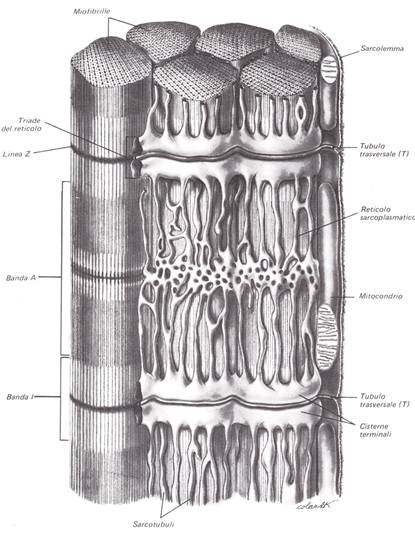 Miofibrille
Sarcolemma
Triade
del reticolo
Linea Z
Tubulo
trasversale (T)
Reticolo
sarcoplasmatico
Banda A
Mitocondrio
Banda I
Tubulo
trasversale (T)
Cisterne
terminali
Sarcotubuli